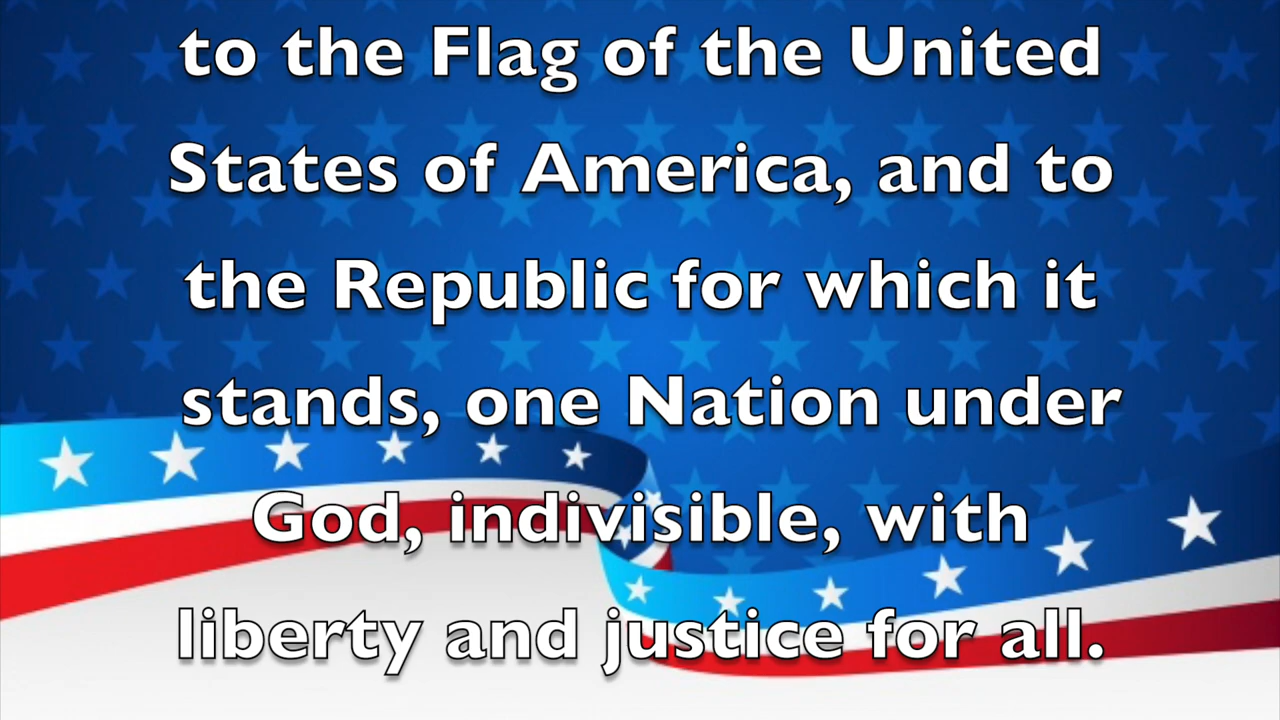 to the Flag of the United
States of America, and to
the Republic for which it
stands, one Nation under
God, indivisible, with
liberty and justice for all.